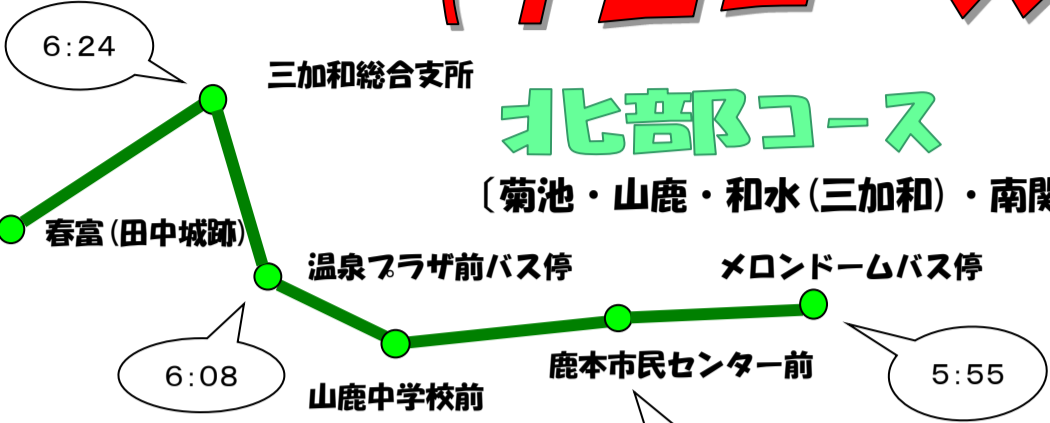 6:24
三加和総合支所
北部コース
〔菊池・山鹿・和水(三加和)・南関
春富(田中城跡)
温泉プラザ前バス停
メロンドームバス停
鹿本市民センター前
6:08
5:55
山鹿中学校前